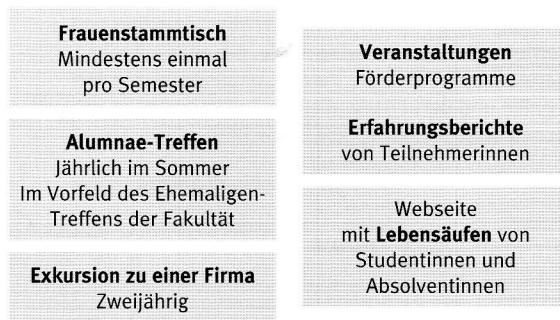 Frauenstammtisch
Mindestens einmal
pro Semester
Alumnae-Treffen
Jährlich im Sommer
Im Vorfeld des Ehemaligen-
Treffens der Fakultät
Exkursion zu einer Firma
Zweijährig
Veranstaltungen
Förderprogramme
Erfahrungsberichte
von Teilnehmerinnen
Webseite
mit Lebensäufen von
Studentinnen und
Absolventinnen